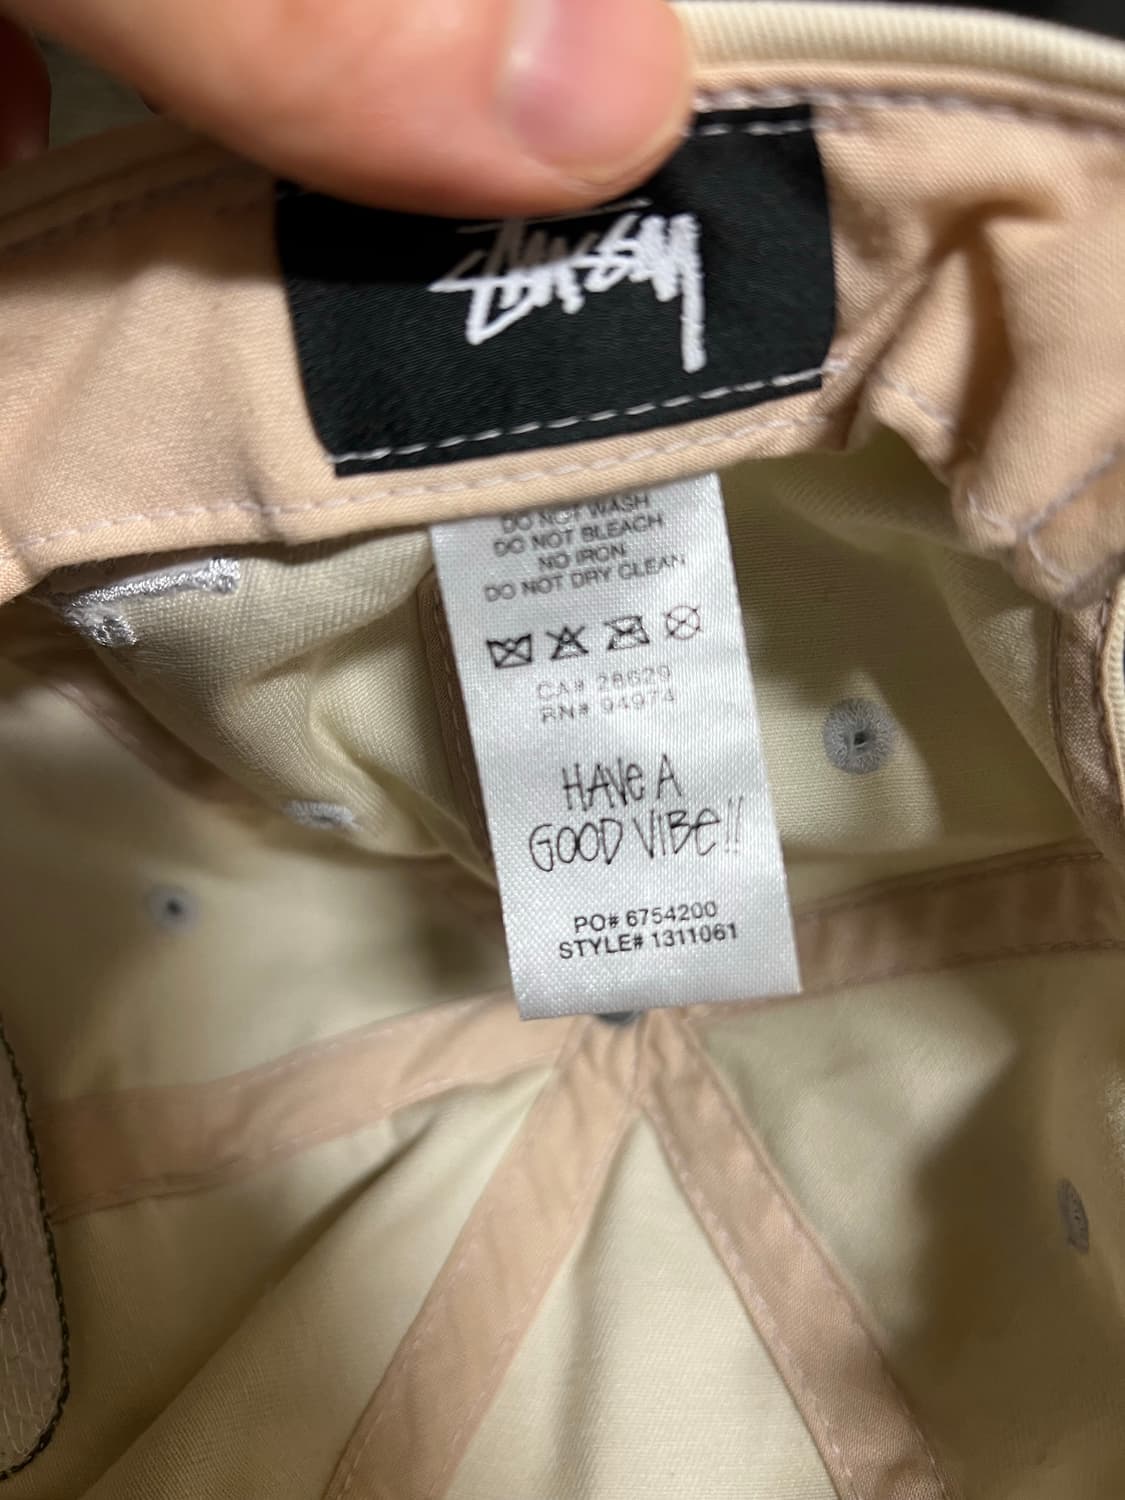 Stüssy
DO NOT WASH
DO NOT BLEACH
NO IRON
DO NOT DRY CLEAN
CA# 28629
RN# 94974
HAVE A
GOOD VIBE!!
PO# 6754200
STYLE# 1311061